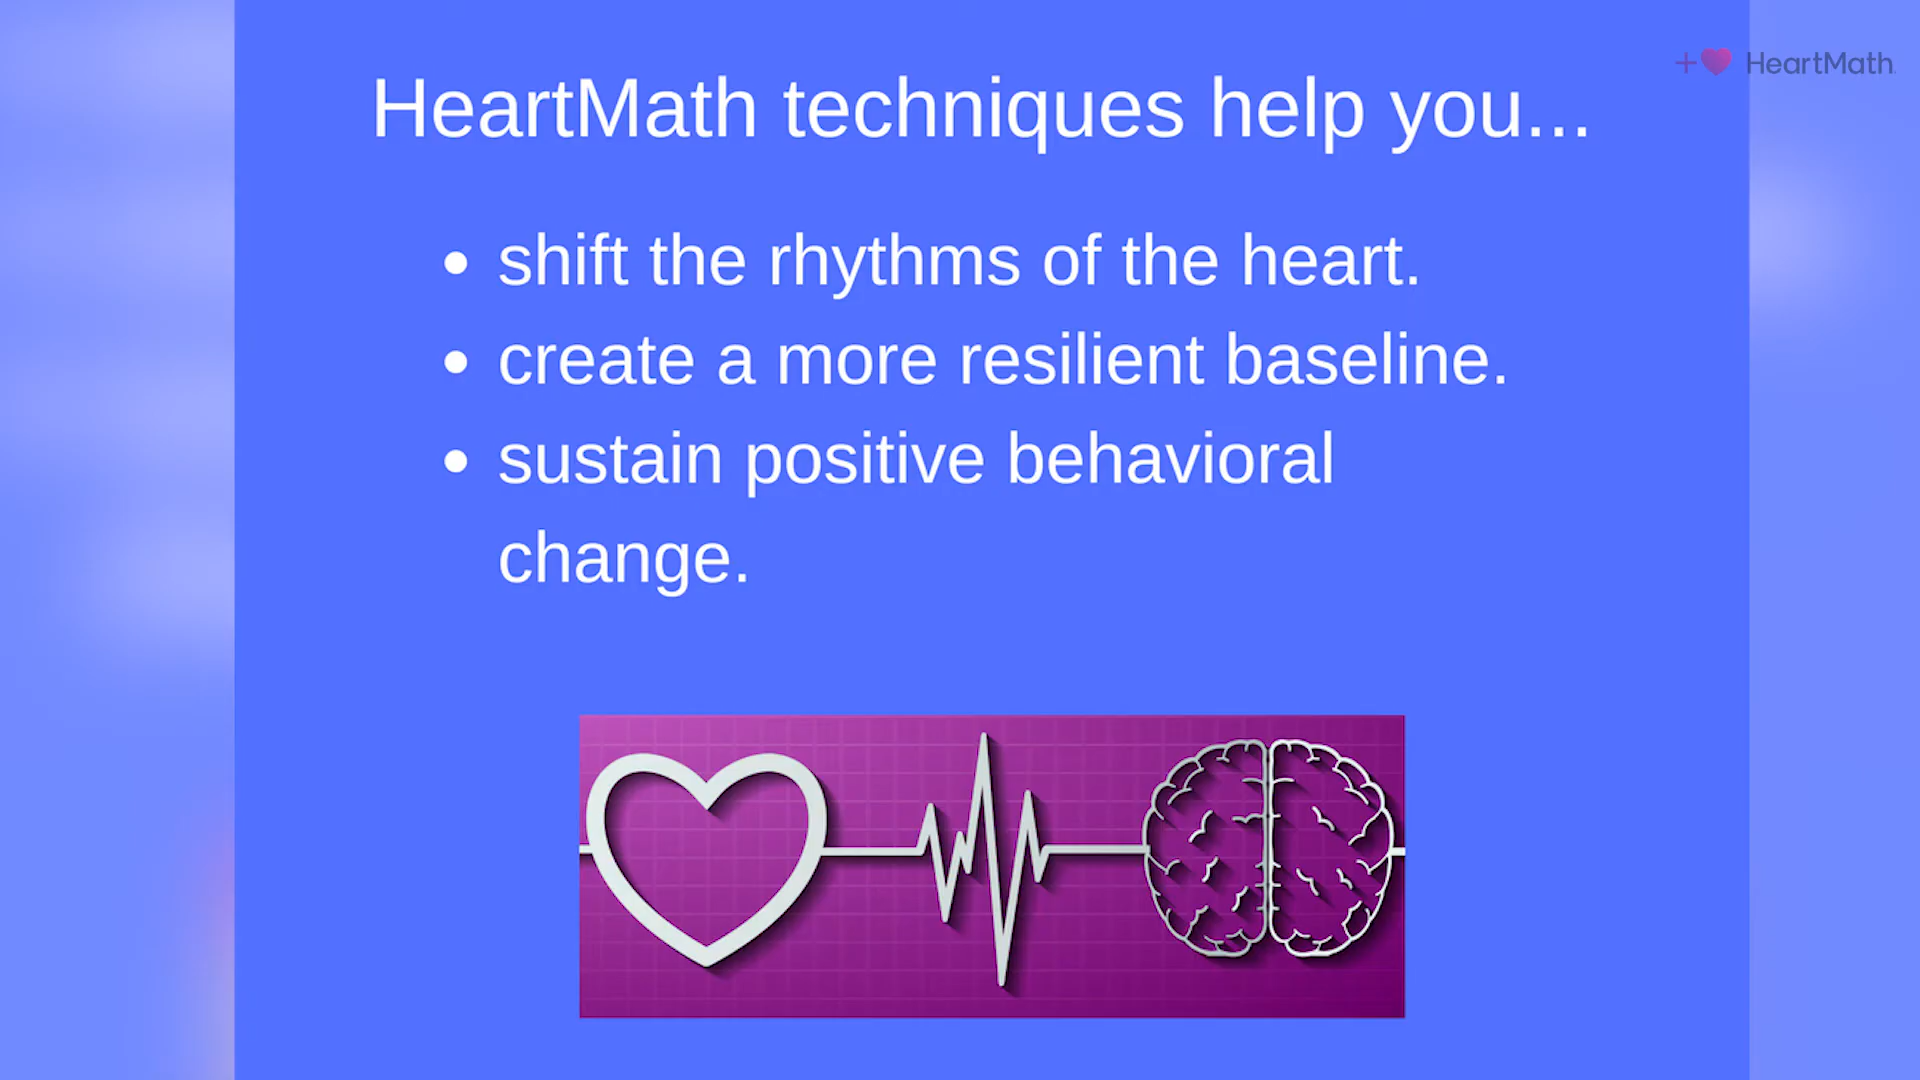 + HeartMath
HeartMath techniques help you...
• shift the rhythms of the heart.
• create a more resilient baseline.
• sustain positive behavioral
change.